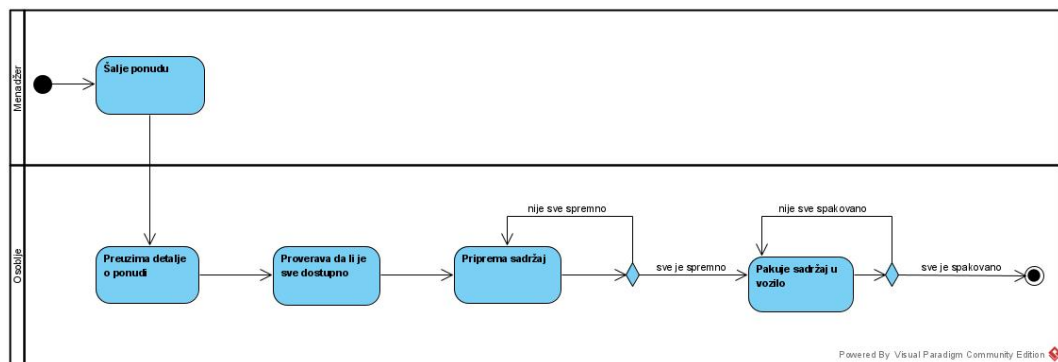 Menadžer
Šalje ponudu
Osoblje
Preuzima detalje
o ponudi
Proverava da li je
sve dostupno
nije sve spremno
Priprema sadržaj
sve je spremno
nije sve spakovano
Pakuje sadržaj u
vozilo
sve je spakovano
Powered By Visual Paradigm Community Edition